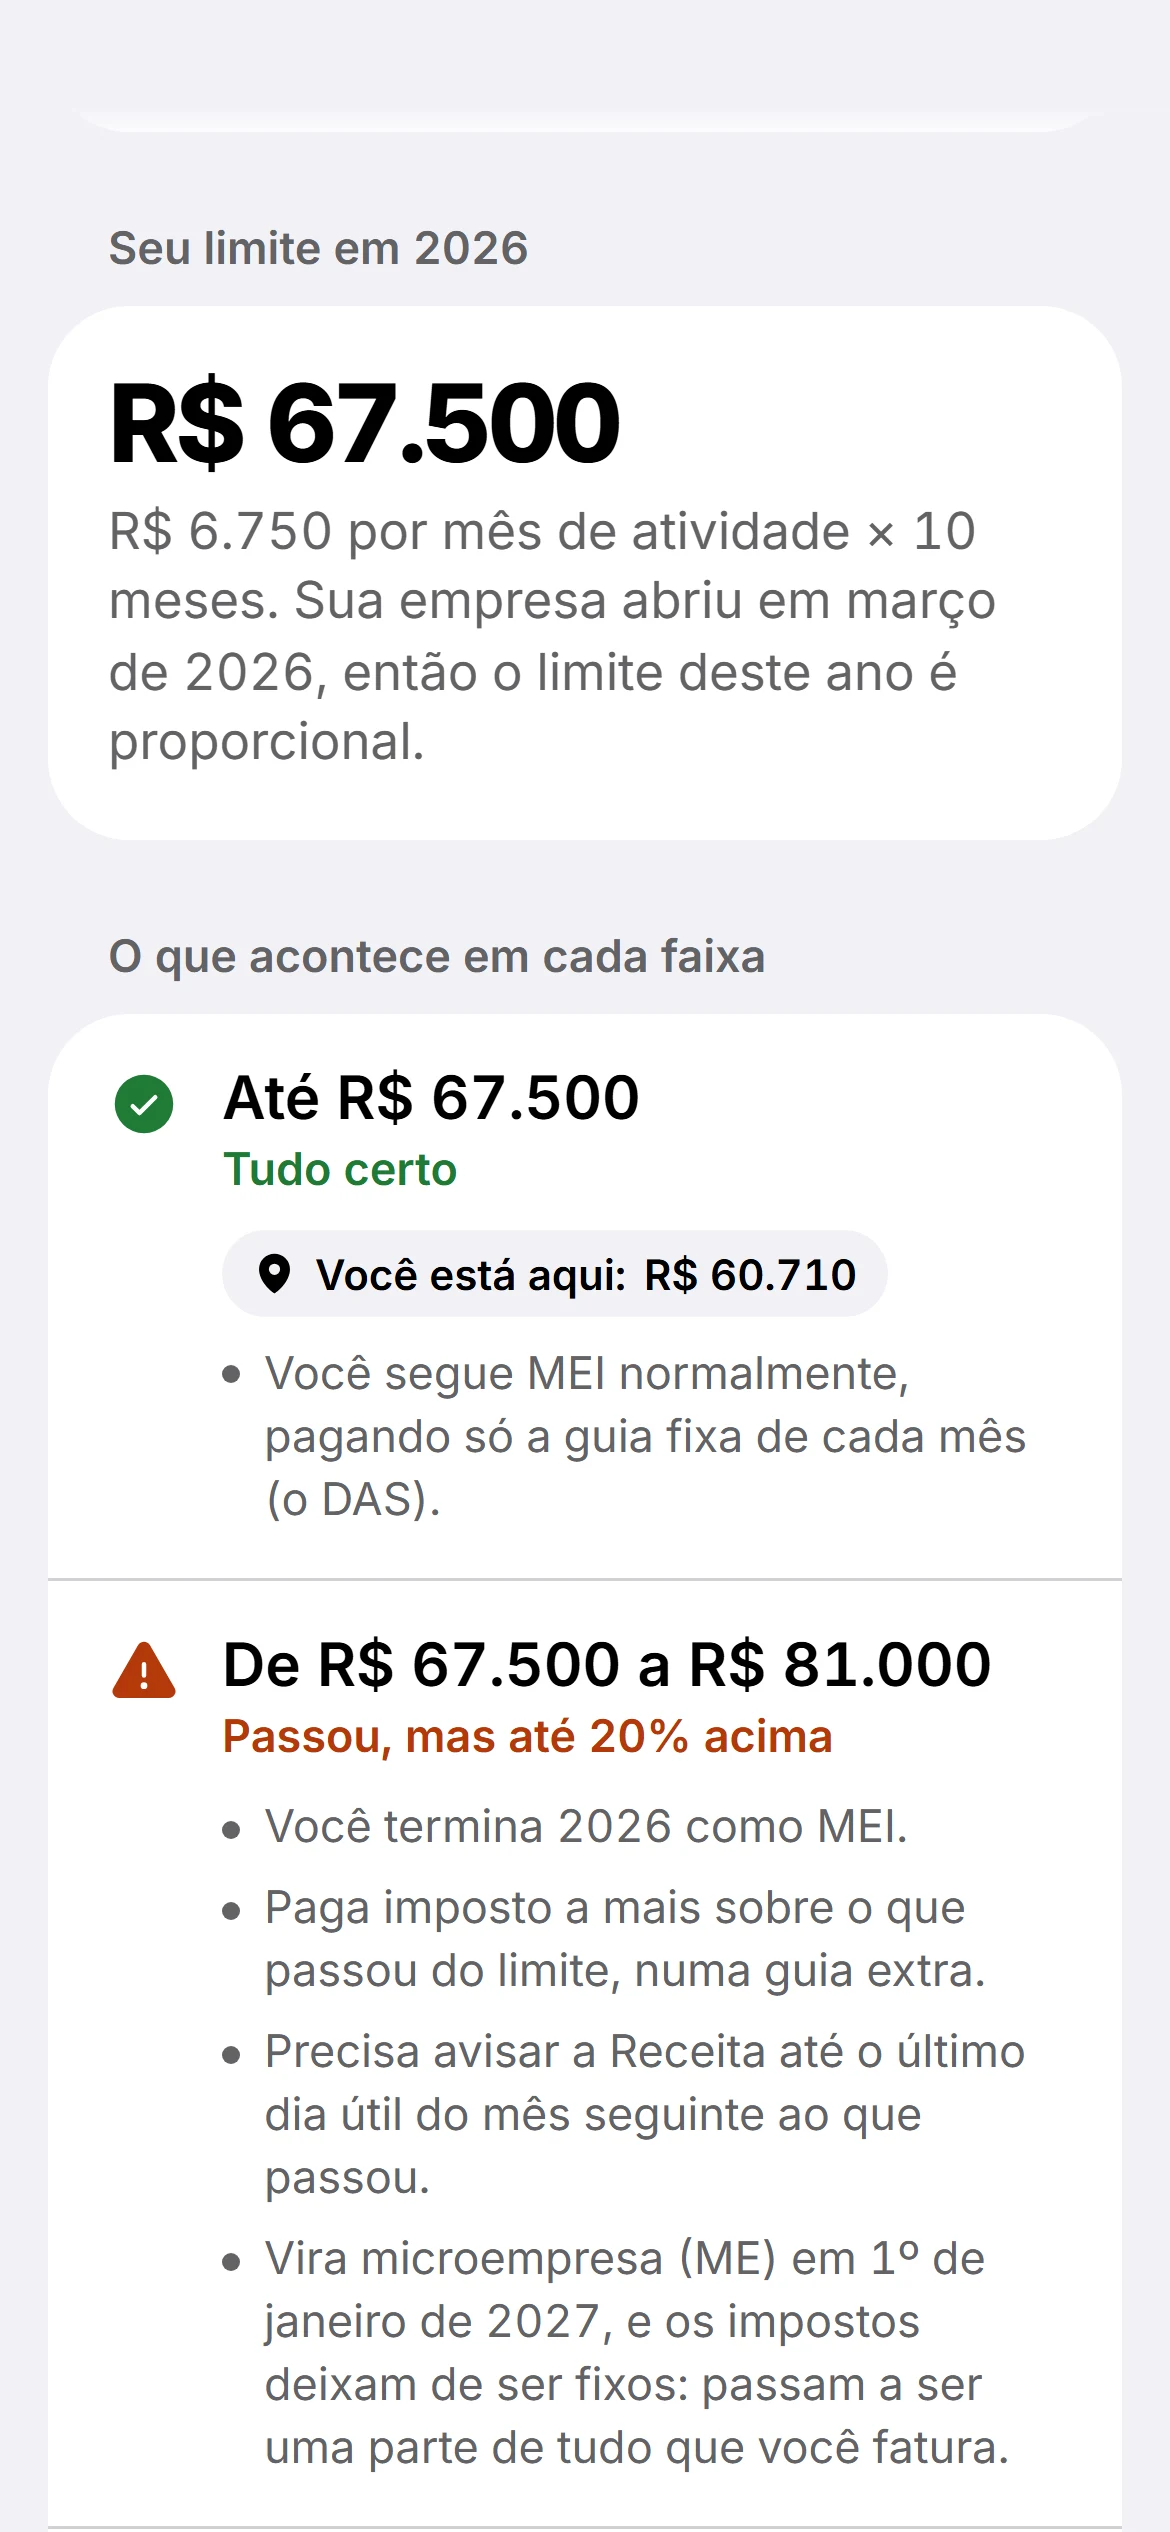 Seu limite em 2026
R$ 67.500
R$ 6.750 por mês de atividade × 10
meses. Sua empresa abriu em março
de 2026, então o limite deste ano é
proporcional.
O que acontece em cada faixa
Até R$ 67.500
Tudo certo
Você está aqui: R$ 60.710
• Você segue MEI normalmente,
pagando só a guia fixa de cada mês
(o DAS).
De R$ 67.500 a R$ 81.000
Passou, mas até 20% acima
• Você termina 2026 como MEI.
• Paga imposto a mais sobre o que
passou do limite, numa guia extra.
• Precisa avisar a Receita até o último
dia útil do mês seguinte ao que
passou.
• Vira microempresa (ME) em 1º de
janeiro de 2027, e os impostos
deixam de ser fixos: passam a ser
uma parte de tudo que você fatura.